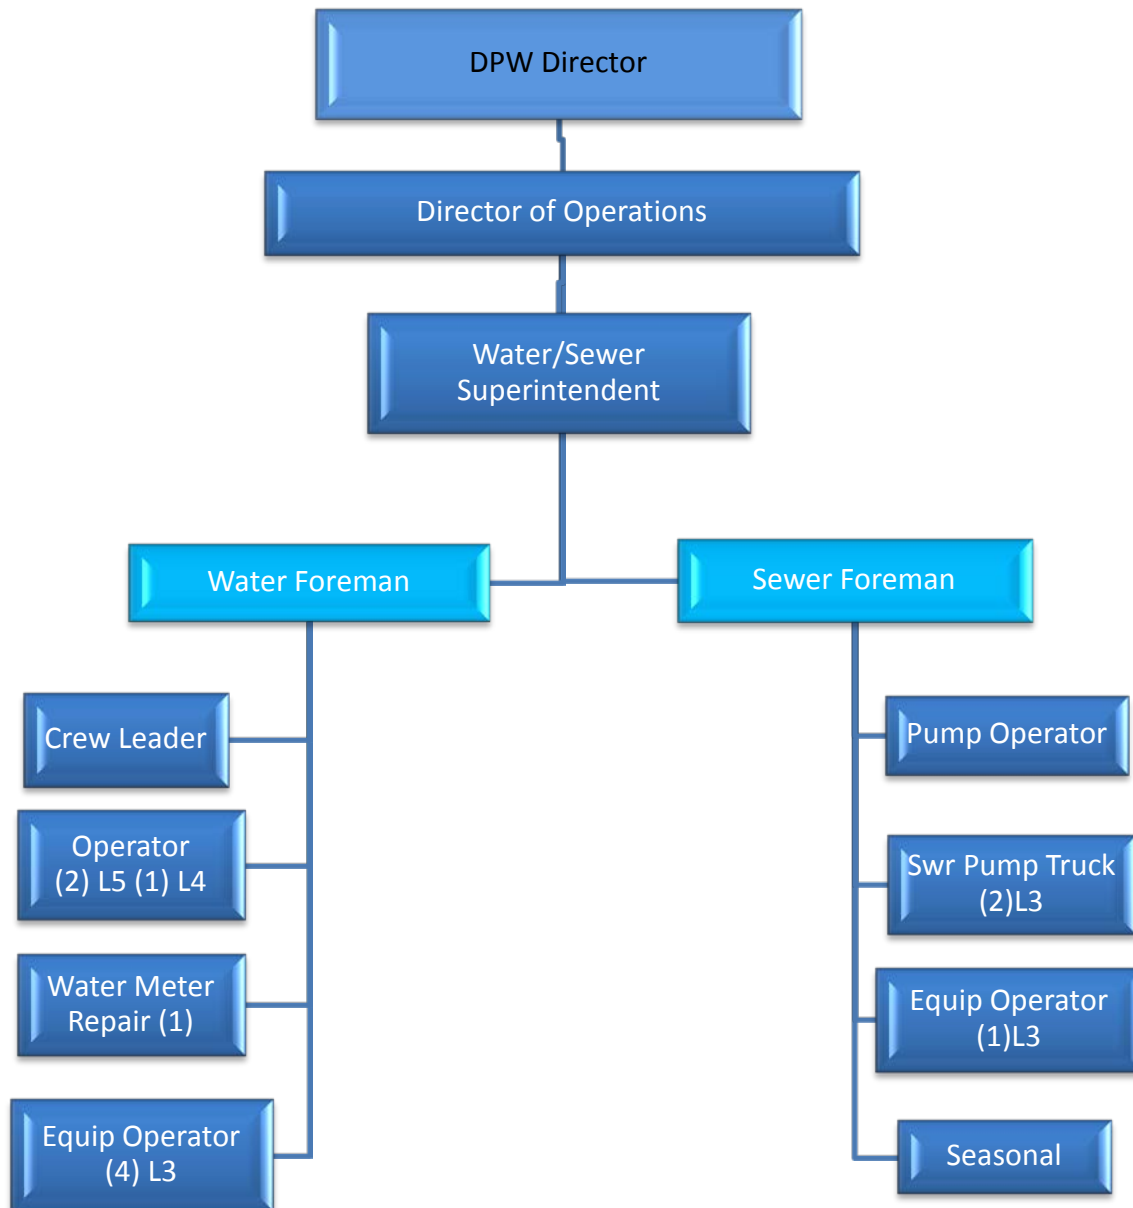 DPW Director
Director of Operations
Water/Sewer
Superintendent
Water Foreman
Sewer Foreman
Crew Leader
Operator
(2) L5 (1) L4
Water Meter
Repair (1)
Equip Operator
(4) L3
Pump Operator
Swr Pump Truck
(2)L3
Equip Operator
(1)L3
Seasonal